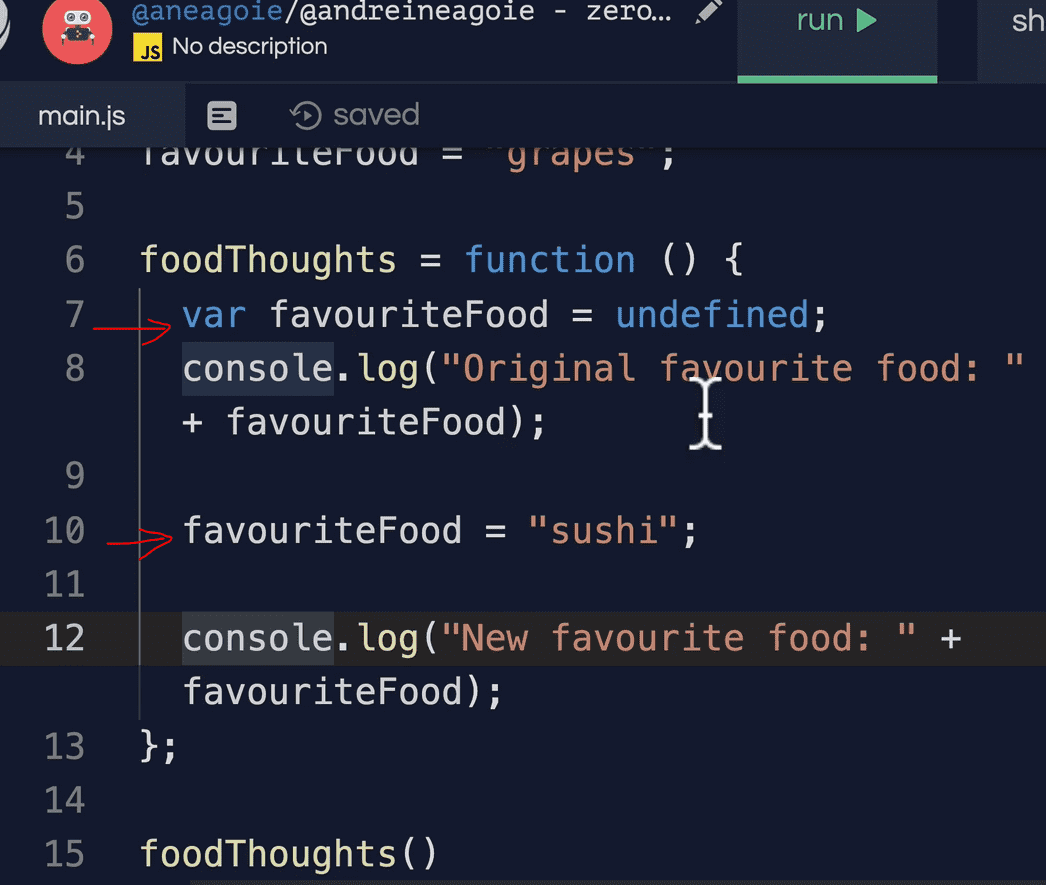 @aneagoie/@andreineagoie - zero...
run
sh
JS No description
main.js
saved
4 favouriteFood = "grapes";
5
6 foodThoughts = function () {
7 var favouriteFood = undefined;
8 console.log("Original favourite food: "
+ favouriteFood);
9
10 favouriteFood = "sushi";
11
12 console.log("New favourite food: " +
favouriteFood);
13 };
14
15 foodThoughts()